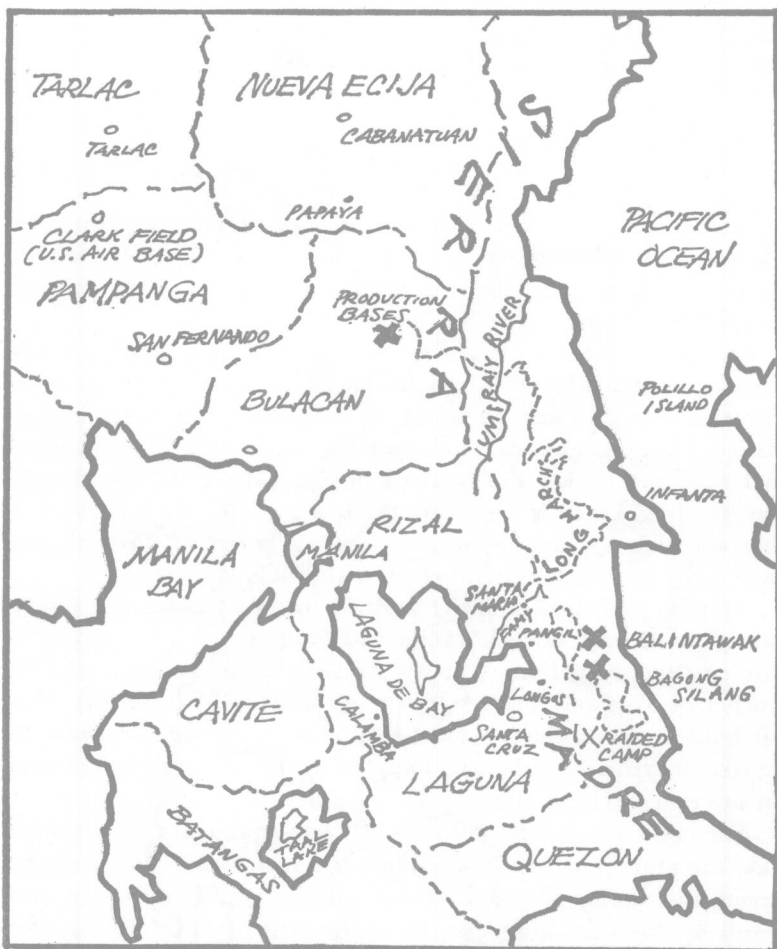 TARLAC
NUEVA ECIJA
TARLAC
CABANATUAN
SIERRA
PAPAYA
CLARK FIELD
(U.S. AIR BASE)
PACIFIC
OCEAN
PAMPANGA
PRODUCTION
BASES
SAN FERNANDO
UMIRAY RIVER
BULACAN
POLILLO
ISLAND
LONG MARCH
INFANTA
RIZAL
MANILA
MANILA
BAY
SANTA
MARIA
LAGUNA DE BAY
PANGIL
BALINTAWAK
BAGONG
SILANG
LONGOS
CAVITE
CALAMBA
SANTA
CRUZ
X RAIDED
CAMP
MADRE
LAGUNA
BATANGAS
LAKE
QUEZON